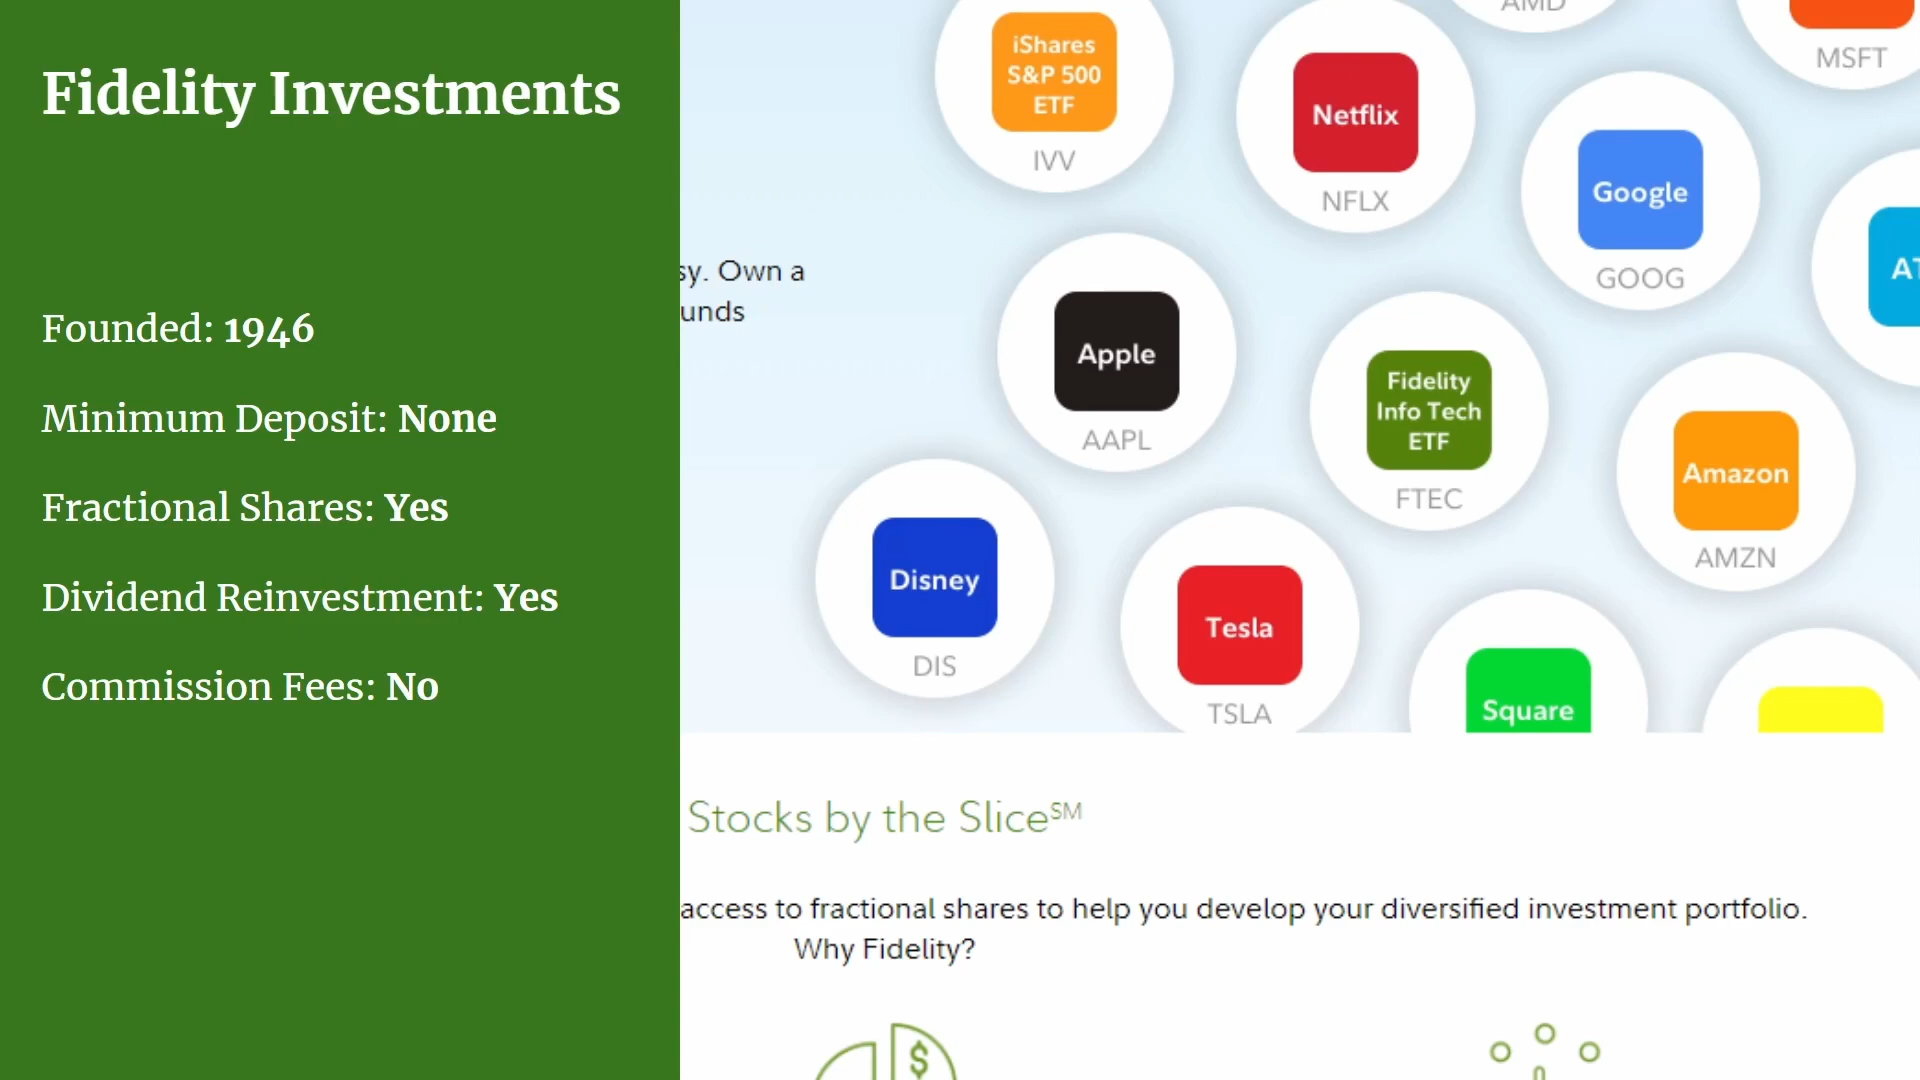 Fidelity Investments
Founded: 1946
Minimum Deposit: None
Fractional Shares: Yes
Dividend Reinvestment: Yes
Commission Fees: No
AMD
MSFT
iShares
S&P 500
ETF
IVV
Netflix
NFLX
Google
GOOG
sy. Own a
unds
Apple
AAPL
Fidelity
Info Tech
ETF
FTEC
Amazon
AMZN
Disney
DIS
Tesla
TSLA
Square
Stocks by the Slice℠
access to fractional shares to help you develop your diversified investment portfolio.
Why Fidelity?
$